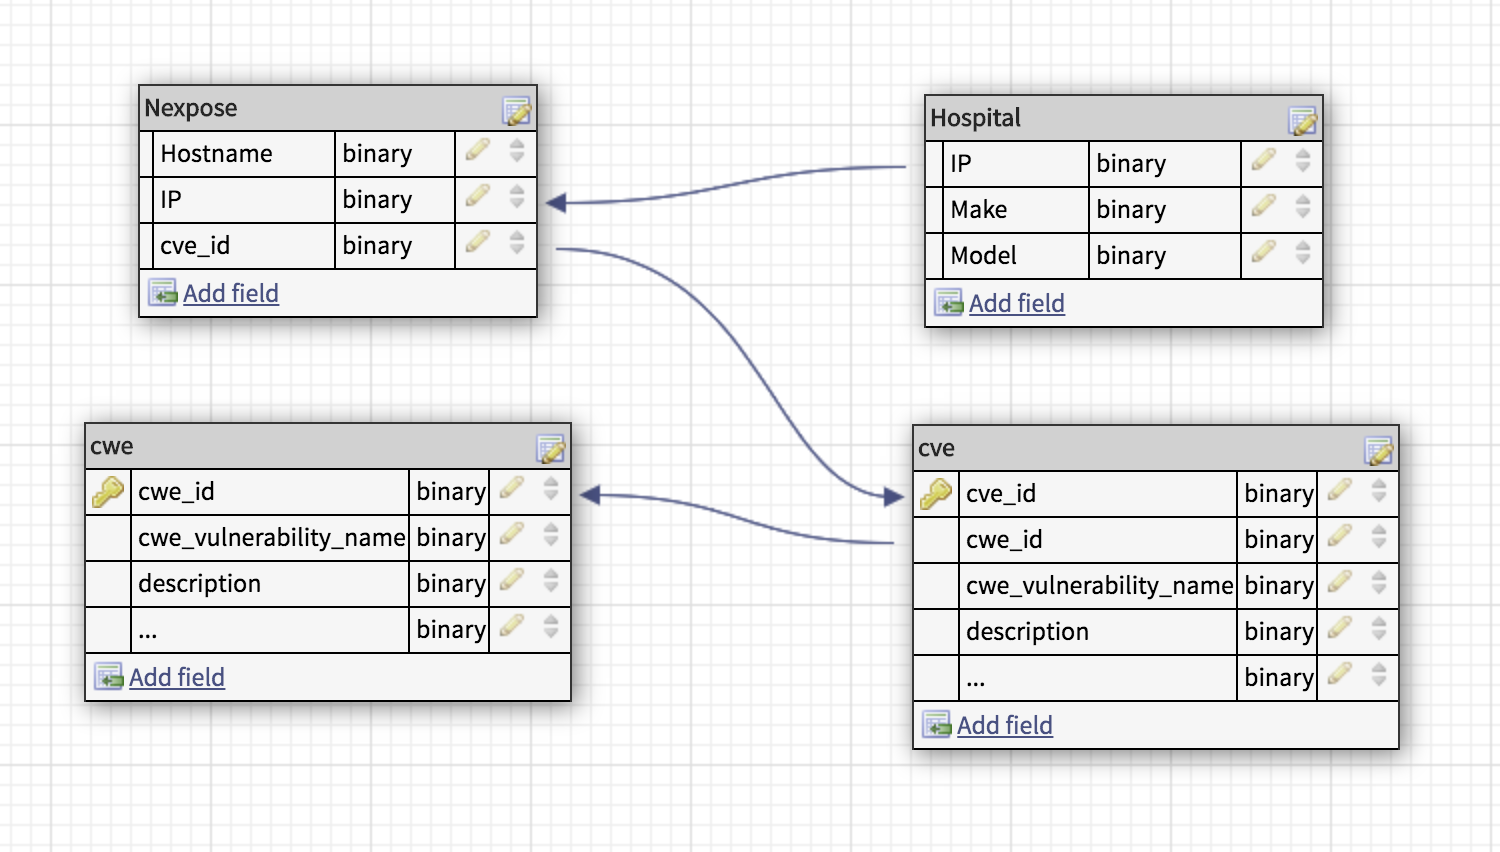 Nexpose
Hostname binary
IP binary
cve_id binary
Add field
Hospital
IP binary
Make binary
Model binary
Add field
cwe
cwe_id binary
cwe_vulnerability_name binary
description binary
... binary
Add field
cve
cve_id binary
cwe_id binary
cwe_vulnerability_name binary
description binary
... binary
Add field